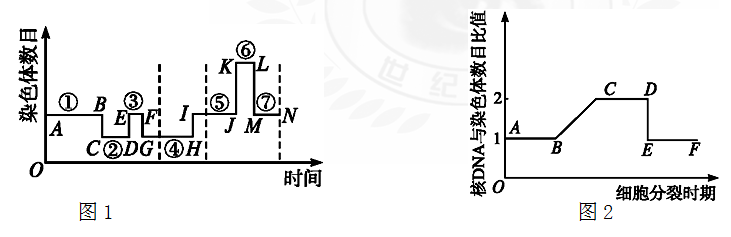 染色体数目
K ⑥ L
① B ③ I ⑤ ⑦
A E F J M N
C ② D G ④ H
O
时间
图1
核DNA与染色体数目比值
2
1
C D
A
B E F
O
细胞分裂时期
图2
世纪